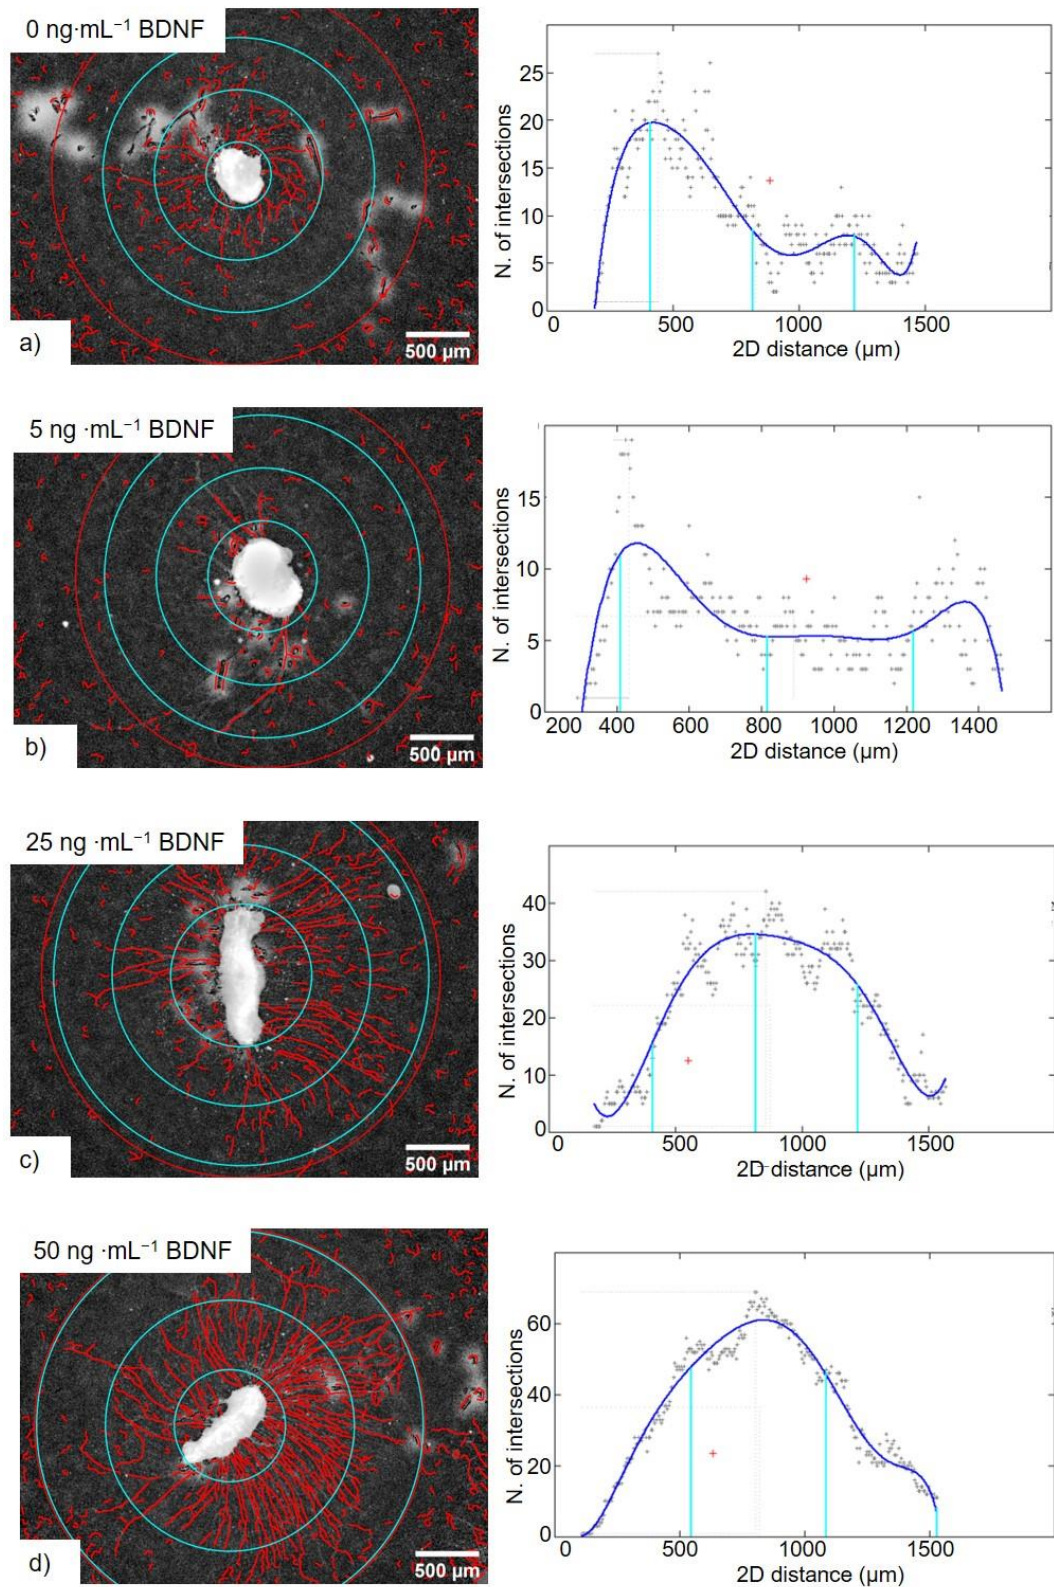 0 ng·mL⁻¹ BDNF
a)
500 µm
N. of intersections
25
20
15
10
5
0
0 500 1000 1500
2D distance (µm)
5 ng ·mL⁻¹ BDNF
b)
500 µm
N. of intersections
15
10
5
0
200 400 600 800 1000 1200 1400
2D distance (µm)
25 ng ·mL⁻¹ BDNF
c)
500 µm
N. of intersections
40
30
20
10
0
0 500 1000 1500
2D distance (µm)
50 ng ·mL⁻¹ BDNF
d)
500 µm
N. of intersections
60
40
20
0
0 500 1000 1500
2D distance (µm)